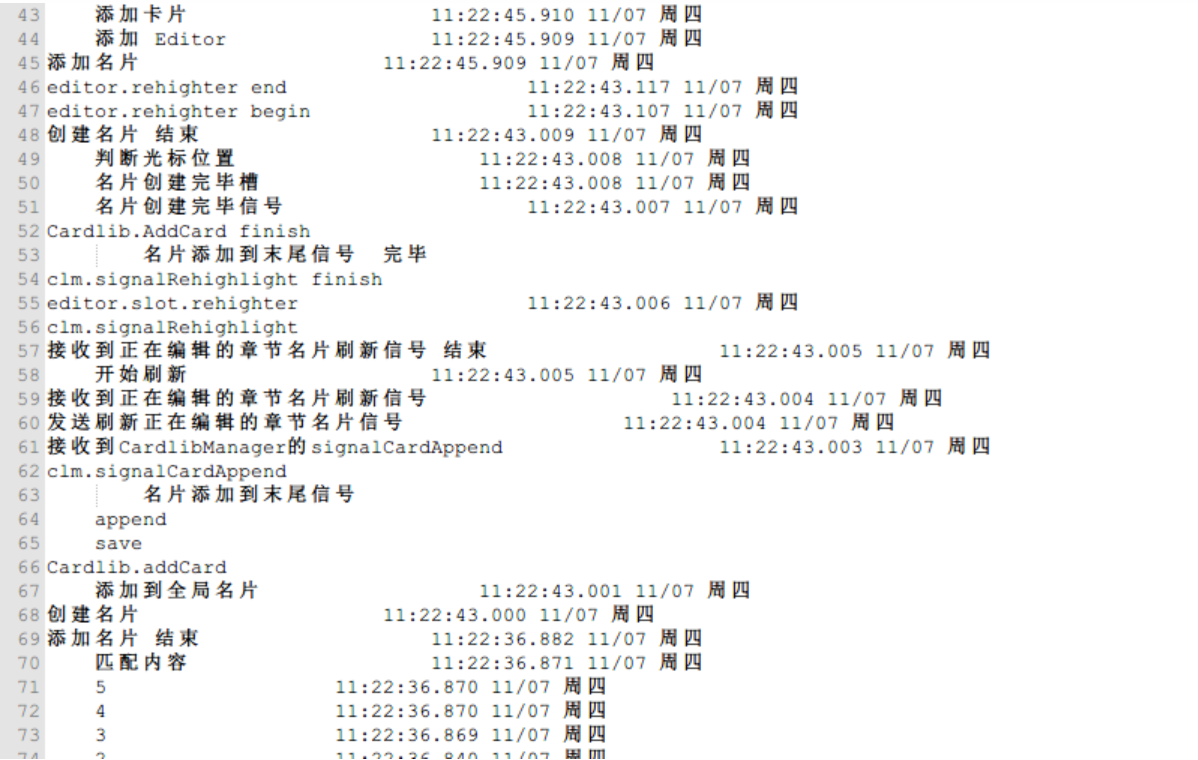 43 添加卡片 11:22:45.910 11/07 周四
44 添加 Editor 11:22:45.909 11/07 周四
45 添加名片 11:22:45.909 11/07 周四
46 editor.rehighter end 11:22:43.117 11/07 周四
47 editor.rehighter begin 11:22:43.107 11/07 周四
48 创建名片 结束 11:22:43.009 11/07 周四
49 判断光标位置 11:22:43.008 11/07 周四
50 名片创建完毕槽 11:22:43.008 11/07 周四
51 名片创建完毕信号 11:22:43.007 11/07 周四
52 Cardlib.AddCard finish
53 名片添加到末尾信号 完毕
54 clm.signalRehighlight finish
55 editor.slot.rehighter 11:22:43.006 11/07 周四
56 clm.signalRehighlight
57 接收到正在编辑的章节名片刷新信号 结束 11:22:43.005 11/07 周四
58 开始刷新 11:22:43.005 11/07 周四
59 接收到正在编辑的章节名片刷新信号 11:22:43.004 11/07 周四
60 发送刷新正在编辑的章节名片信号 11:22:43.004 11/07 周四
61 接收到CardlibManager的signalCardAppend 11:22:43.003 11/07 周四
62 clm.signalCardAppend
63 名片添加到末尾信号
64 append
65 save
66 Cardlib.addCard
67 添加到全局名片 11:22:43.001 11/07 周四
68 创建名片 11:22:43.000 11/07 周四
69 添加名片 结束 11:22:36.882 11/07 周四
70 匹配内容 11:22:36.871 11/07 周四
71 5 11:22:36.870 11/07 周四
72 4 11:22:36.870 11/07 周四
73 3 11:22:36.869 11/07 周四
74 2 11:22:36.840 11/07 周四